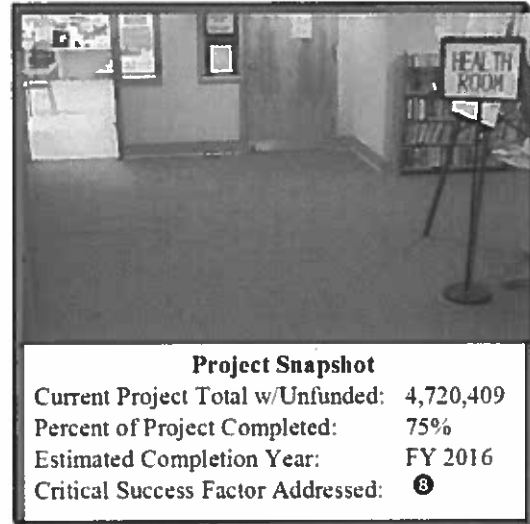 HEALTH
ROOM
Project Snapshot
Current Project Total w/Unfunded: 4,720,409
Percent of Project Completed: 75%
Estimated Completion Year: FY 2016
Critical Success Factor Addressed: ❽